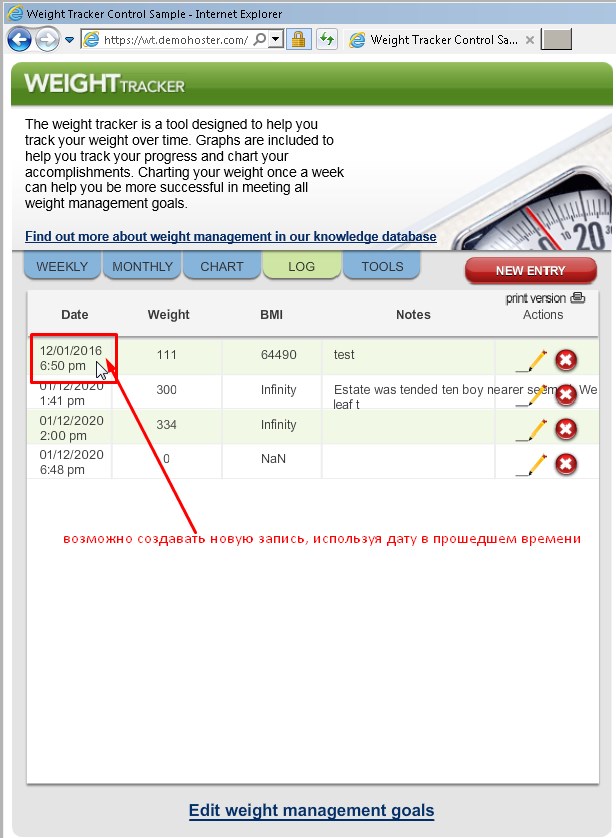 Weight Tracker Control Sample - Internet Explorer
https://wt.demohoster.com/
Weight Tracker Control Sa...
WEIGHT TRACKER
The weight tracker is a tool designed to help you
track your weight over time. Graphs are included to
help you track your progress and chart your
accomplishments. Charting your weight once a week
can help you be more successful in meeting all
weight management goals.
Find out more about weight management in our knowledge database
10 20 30
WEEKLY MONTHLY CHART LOG TOOLS NEW ENTRY
print version
Date Weight BMI Notes Actions
12/01/2016 111 64490 test
6:50 pm
01/12/2020 300 Infinity Estate was tended ten boy nearer seemed. We
1:41 pm leaf t
01/12/2020 334 Infinity
2:00 pm
01/12/2020 0 NaN
6:48 pm
возможно создавать новую запись, используя дату в прошедшем времени
Edit weight management goals